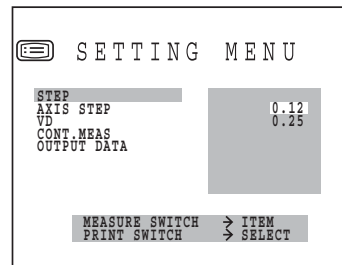 SETTING MENU
STEP
AXIS STEP 0.12
VD 0.25
CONT.MEAS
OUTPUT DATA
MEASURE SWITCH → ITEM
PRINT SWITCH → SELECT